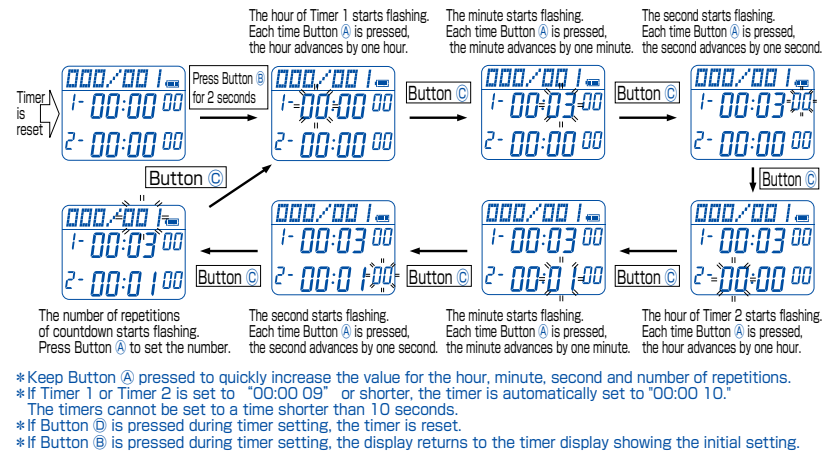 The hour of Timer 1 starts flashing.
Each time Button Ⓐ is pressed,
the hour advances by one hour.
The minute starts flashing.
Each time Button Ⓐ is pressed,
the minute advances by one minute.
The second starts flashing.
Each time Button Ⓐ is pressed,
the second advances by one second.
Timer
is
reset
000/001
1- 00:00 00
2- 00:00 00
Press Button Ⓑ
for 2 seconds
000/001
1- 00:00 00
2- 00:00 00
Button Ⓒ
000/001
1- 00:03 00
2- 00:00 00
Button Ⓒ
000/001
1- 00:03 00
2- 00:00 00
Button Ⓒ
Button Ⓒ
000/001
1- 00:03 00
2- 00:01 00
Button Ⓒ
000/001
1- 00:03 00
2- 00:01 00
Button Ⓒ
000/001
1- 00:03 00
2- 00:01 00
Button Ⓒ
000/001
1- 00:03 00
2- 00:00 00
The number of repetitions
of countdown starts flashing.
Press Button Ⓐ to set the number.
The second starts flashing.
Each time Button Ⓐ is pressed,
the second advances by one second.
The minute starts flashing.
Each time Button Ⓐ is pressed,
the minute advances by one minute.
The hour of Timer 2 starts flashing.
Each time Button Ⓐ is pressed,
the hour advances by one hour.
*Keep Button Ⓐ pressed to quickly increase the value for the hour, minute, second and number of repetitions.
*If Timer 1 or Timer 2 is set to “00:00 09” or shorter, the timer is automatically set to "00:00 10."
The timers cannot be set to a time shorter than 10 seconds.
*If Button Ⓓ is pressed during timer setting, the timer is reset.
*If Button Ⓑ is pressed during timer setting, the display returns to the timer display showing the initial setting.